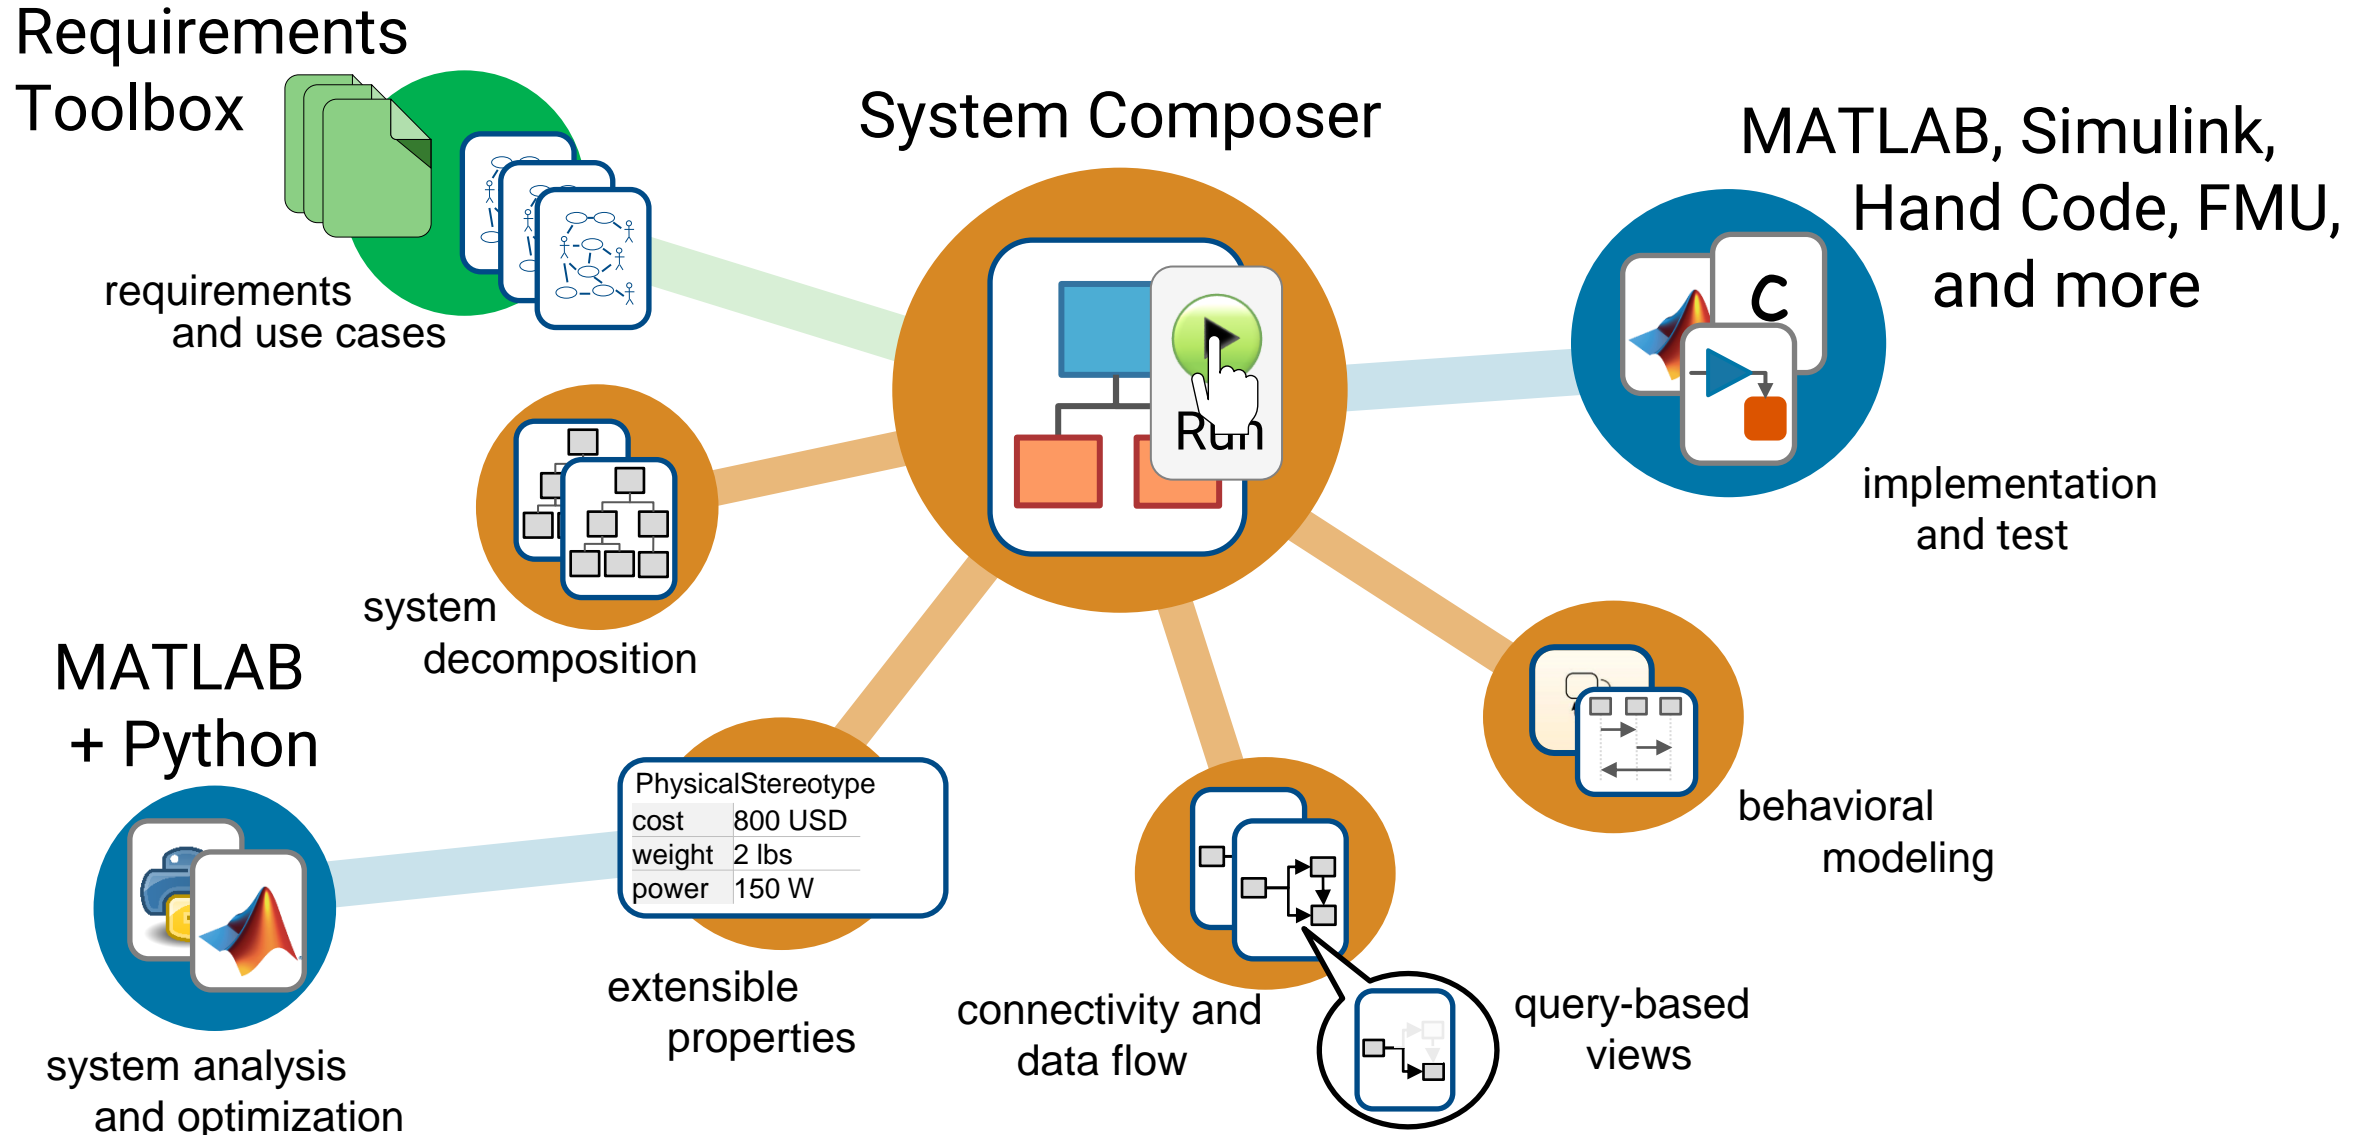 Requirements
Toolbox
requirements
and use cases
System Composer
Run
MATLAB, Simulink,
Hand Code, FMU,
and more
C
implementation
and test
system
decomposition
MATLAB
+ Python
system analysis
and optimization
PhysicalStereotype
cost 800 USD
weight 2 lbs
power 150 W
extensible
properties
connectivity and
data flow
query-based
views
behavioral
modeling